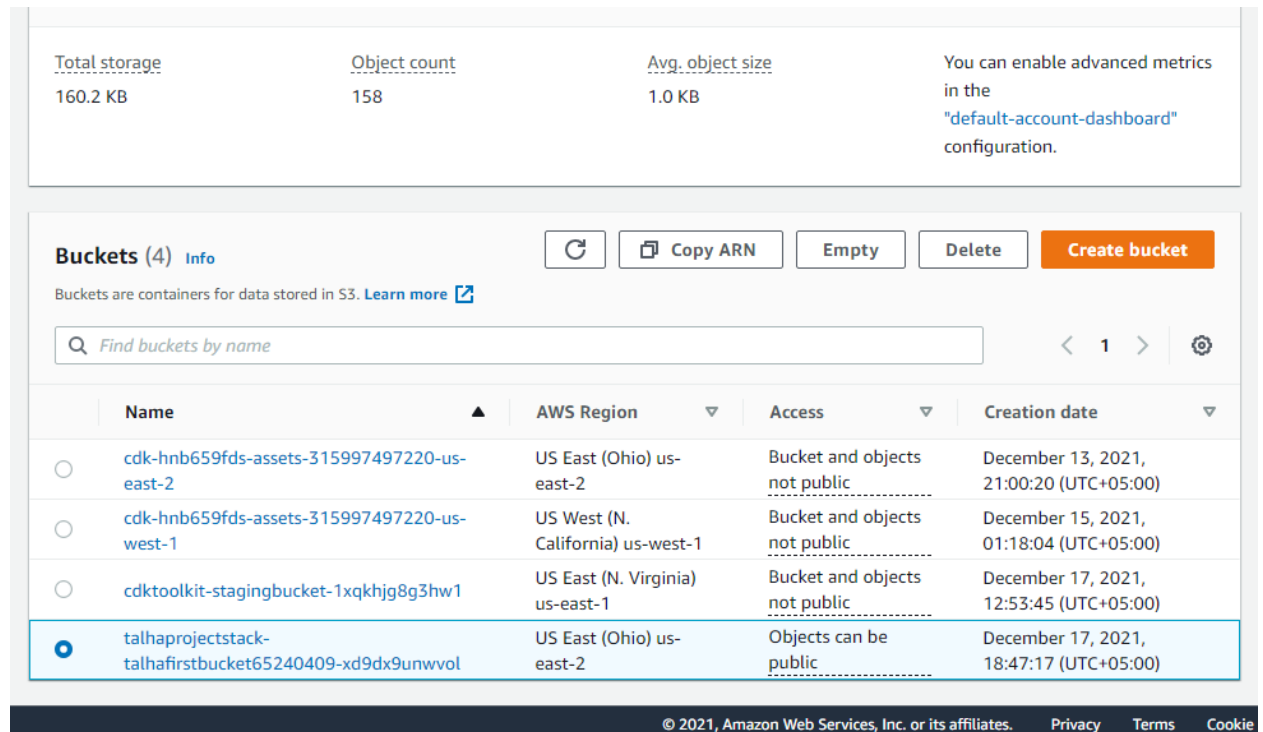 Total storage
Object count
Avg. object size
You can enable advanced metrics
in the
"default-account-dashboard"
configuration.
160.2 KB
158
1.0 KB
Buckets (4) Info
Copy ARN
Empty
Delete
Create bucket
Buckets are containers for data stored in S3. Learn more
Find buckets by name
1
Name
AWS Region
Access
Creation date
cdk-hnb659fds-assets-315997497220-us-
east-2
US East (Ohio) us-
east-2
Bucket and objects
not public
December 13, 2021,
21:00:20 (UTC+05:00)
cdk-hnb659fds-assets-315997497220-us-
west-1
US West (N.
California) us-west-1
Bucket and objects
not public
December 15, 2021,
01:18:04 (UTC+05:00)
cdktoolkit-stagingbucket-1xqkhjg8g3hw1
US East (N. Virginia)
us-east-1
Bucket and objects
not public
December 17, 2021,
12:53:45 (UTC+05:00)
talhaprojectstack-
talhafirstbucket65240409-xd9dx9unwvol
US East (Ohio) us-
east-2
Objects can be
public
December 17, 2021,
18:47:17 (UTC+05:00)
© 2021, Amazon Web Services, Inc. or its affiliates.
Privacy
Terms
Cookie